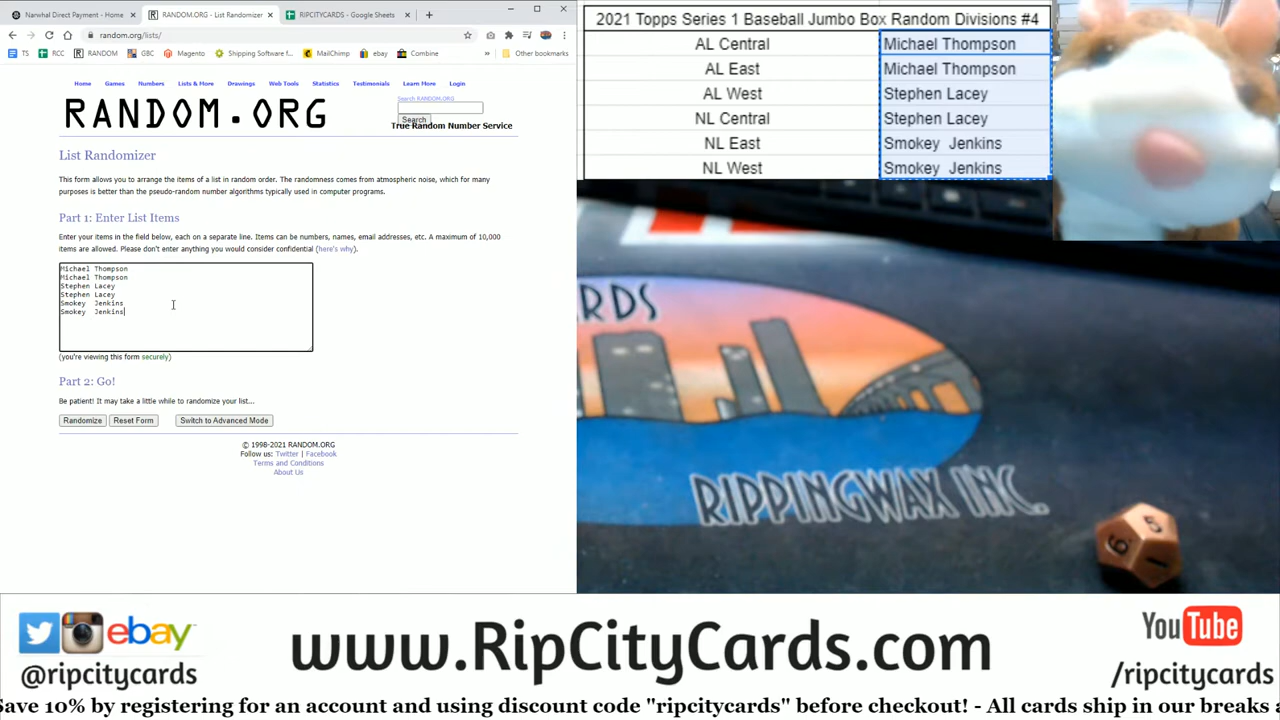 Narwhal Direct Payment - Home
RANDOM.ORG - List Randomizer
RIPCITYCARDS - Google Sheets
random.org/lists/
TS
RCC
RANDOM
GBC
Magento
Shipping Software f...
MailChimp
ebay
Combine
Other bookmarks
Home
Games
Numbers
Lists & More
Drawings
Web Tools
Statistics
Testimonials
Learn More
Login
RANDOM.ORG
Search RANDOM.ORG
Search
True Random Number Service
List Randomizer
This form allows you to arrange the items of a list in random order. The randomness comes from atmospheric noise, which for many
purposes is better than the pseudo-random number algorithms typically used in computer programs.
Part 1: Enter List Items
Enter your items in the field below, each on a separate line. Items can be numbers, names, email addresses, etc. A maximum of 10,000
items are allowed. Please don't enter anything you would consider confidential (here's why).
Michael Thompson
Michael Thompson
Stephen Lacey
Stephen Lacey
Smokey Jenkins
Smokey Jenkins
(you're viewing this form securely)
Part 2: Go!
Be patient! It may take a little while to randomize your list...
Randomize
Reset Form
Switch to Advanced Mode
© 1998-2021 RANDOM.ORG
Follow us: Twitter | Facebook
Terms and Conditions
About Us
2021 Topps Series 1 Baseball Jumbo Box Random Divisions #4
AL Central Michael Thompson
AL East Michael Thompson
AL West Stephen Lacey
NL Central Stephen Lacey
NL East Smokey Jenkins
NL West Smokey Jenkins
RDS
RIPPINGWAX INC.
6
5
1
ebay
@ripcitycards
www.RipCityCards.com
YouTube
/ripcitycards
Save 10% by registering for an account and using discount code "ripcitycards" before checkout! - All cards ship in our breaks a